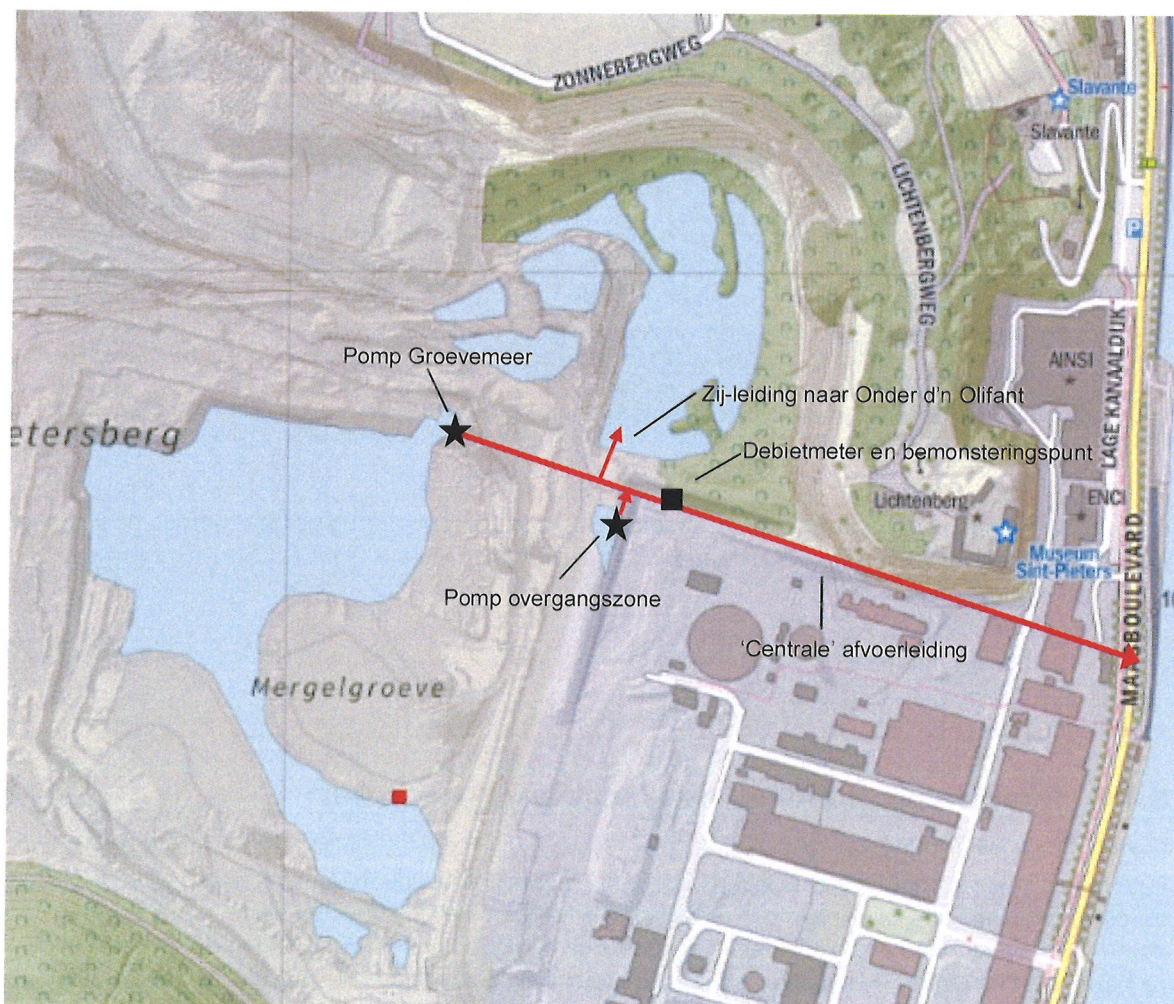 ZONNEBERGWEG
Slavante
Slavante
LICHTENBERGWEG
P
Pomp Groevemeer
AINSI
LAGE KANAALDIJK
Zij-leiding naar Onder d'n Olifant
etersberg
Debietmeter en bemonsteringspunt
Lichtenberg
ENCI
Museum
Sint-Pieters
MAASBOULEVARD
Pomp overgangszone
'Centrale' afvoerleiding
Mergelgroeve